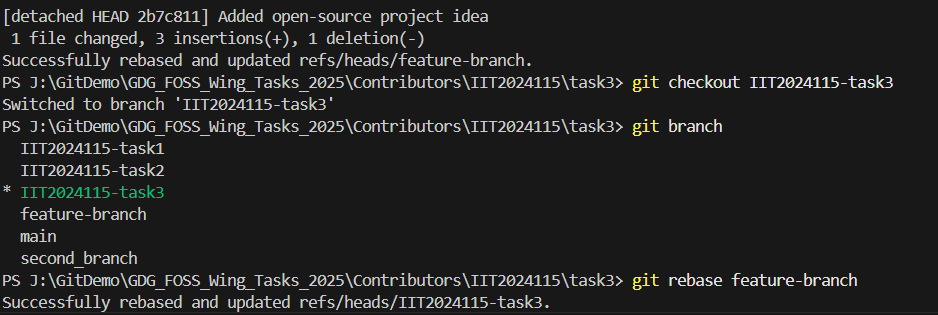 [detached HEAD 2b7c811] Added open-source project idea
 1 file changed, 3 insertions(+), 1 deletion(-)
Successfully rebased and updated refs/heads/feature-branch.
PS J:\GitDemo\GDG_FOSS_Wing_Tasks_2025\Contributors\IIT2024115\task3> git checkout IIT2024115-task3
Switched to branch 'IIT2024115-task3'
PS J:\GitDemo\GDG_FOSS_Wing_Tasks_2025\Contributors\IIT2024115\task3> git branch
  IIT2024115-task1
  IIT2024115-task2
* IIT2024115-task3
  feature-branch
  main
  second_branch
PS J:\GitDemo\GDG_FOSS_Wing_Tasks_2025\Contributors\IIT2024115\task3> git rebase feature-branch
Successfully rebased and updated refs/heads/IIT2024115-task3.